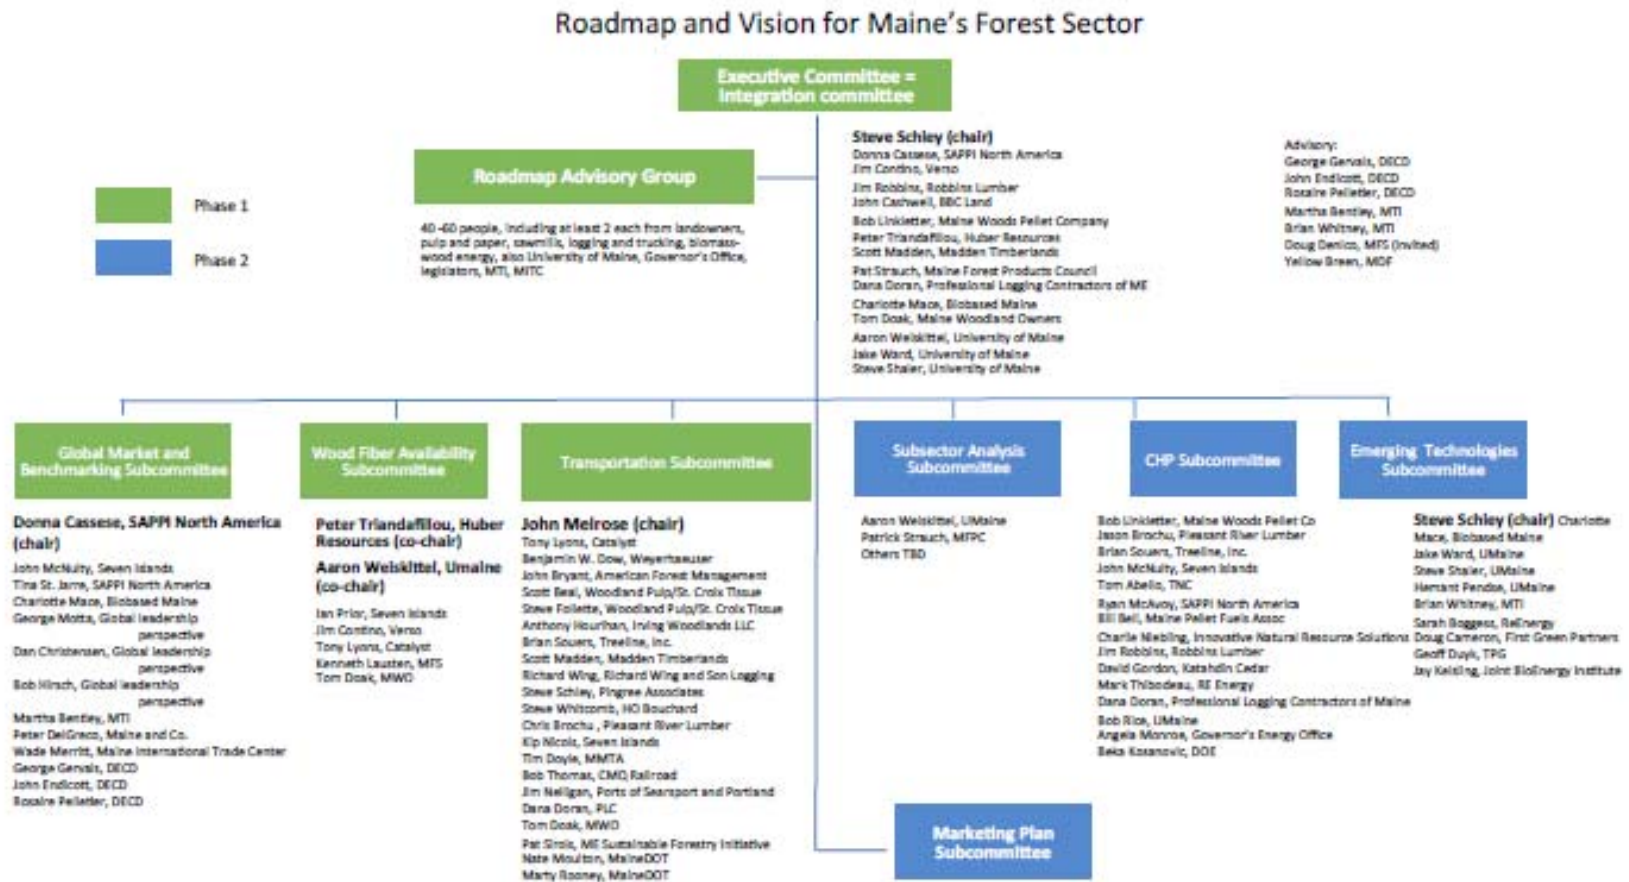 Roadmap and Vision for Maine's Forest Sector
Executive Committee =
Integration committee
Roadmap Advisory Group
40 -60 people, including at least 2 each from landowners,
pulp and paper, sawmills, logging and trucking, biomass-
wood energy, also University of Maine, Governor's Office,
legislators, MTI, MITC
Phase 1
Phase 2
Steve Schley (chair)
Donna Cassese, SAPPI North America
Jim Contino, Verso
Jim Robbins, Robbins Lumber
John Cashwell, BBC Land
Bob Linkletter, Maine Woods Pellet Company
Peter Triandafillou, Huber Resources
Scott Madden, Madden Timberlands
Pat Strauch, Maine Forest Products Council
Dana Doran, Professional Logging Contractors of ME
Charlotte Mace, Biobased Maine
Tom Doak, Maine Woodland Owners
Aaron Weiskittel, University of Maine
Jake Ward, University of Maine
Steve Shaler, University of Maine
Advisory:
George Gervais, DECD
John Endicott, DECD
Rosaire Pelletier, DECD
Martha Bentley, MTI
Brian Whitney, MTI
Doug Denico, MFS (invited)
Yellow Breen, MDF
Global Market and
Benchmarking Subcommittee
Donna Cassese, SAPPI North America
(chair)
John McNulty, Seven Islands
Tina St. Jarre, SAPPI North America
Charlotte Mace, Biobased Maine
George Motta, Global leadership
perspective
Dan Christensen, Global leadership
perspective
Bob Hirsch, Global leadership
perspective
Martha Bentley, MTI
Peter DelGreco, Maine and Co.
Wade Merritt, Maine International Trade Center
George Gervais, DECD
John Endicott, DECD
Rosaire Pelletier, DECD
Wood Fiber Availability
Subcommittee
Peter Triandafillou, Huber
Resources (co-chair)
Aaron Weiskittel, Umaine
(co-chair)
Ian Prior, Seven Islands
Jim Contino, Verso
Tony Lyons, Catalyst
Kenneth Lausten, MFS
Tom Doak, MWO
Transportation Subcommittee
John Melrose (chair)
Tony Lyons, Catalyst
Benjamin W. Dow, Weyerhaeuser
John Bryant, American Forest Management
Scott Beal, Woodland Pulp/St. Croix Tissue
Steve Follette, Woodland Pulp/St. Croix Tissue
Anthony Hourihan, Irving Woodlands LLC
Brian Souers, Treeline, Inc.
Scott Madden, Madden Timberlands
Richard Wing, Richard Wing and Son Logging
Steve Schley, Pingree Associates
Steve Whitcomb, HO Bouchard
Chris Brochu , Pleasant River Lumber
Kip Nicols, Seven Islands
Tim Doyle, MMTA
Bob Thomas, CMQ Railroad
Jim Nelligan, Ports of Searsport and Portland
Dana Doran, PLC
Tom Doak, MWO
Pat Sirois, ME Sustainable Forestry Initiative
Nate Moulton, MaineDOT
Marty Rooney, MaineDOT
Subsector Analysis
Subcommittee
Aaron Weiskittel, UMaine
Patrick Strauch, MFPC
Others TBD
CHP Subcommittee
Bob Linkletter, Maine Woods Pellet Co
Jason Brochu, Pleasant River Lumber
Brian Souers, Treeline, Inc.
John McNulty, Seven Islands
Tom Abello, TNC
Ryan McAvoy, SAPPI North America
Bill Bell, Maine Pellet Fuels Assoc
Charlie Niebling, Innovative Natural Resource Solutions
Jim Robbins, Robbins Lumber
David Gordon, Katahdin Cedar
Mark Thibodeau, RE Energy
Dana Doran, Professional Logging Contractors of Maine
Bob Rice, UMaine
Angela Monroe, Governor's Energy Office
Beka Kosanovic, DOE
Emerging Technologies
Subcommittee
Steve Schley (chair) Charlotte
Mace, Biobased Maine
Jake Ward, UMaine
Steve Shaler, UMaine
Hemant Pendse, UMaine
Brian Whitney, MTI
Sarah Boggess, ReEnergy
Doug Cameron, First Green Partners
Geoff Duyk, TPG
Jay Keisling, Joint BioEnergy Institute
Marketing Plan
Subcommittee